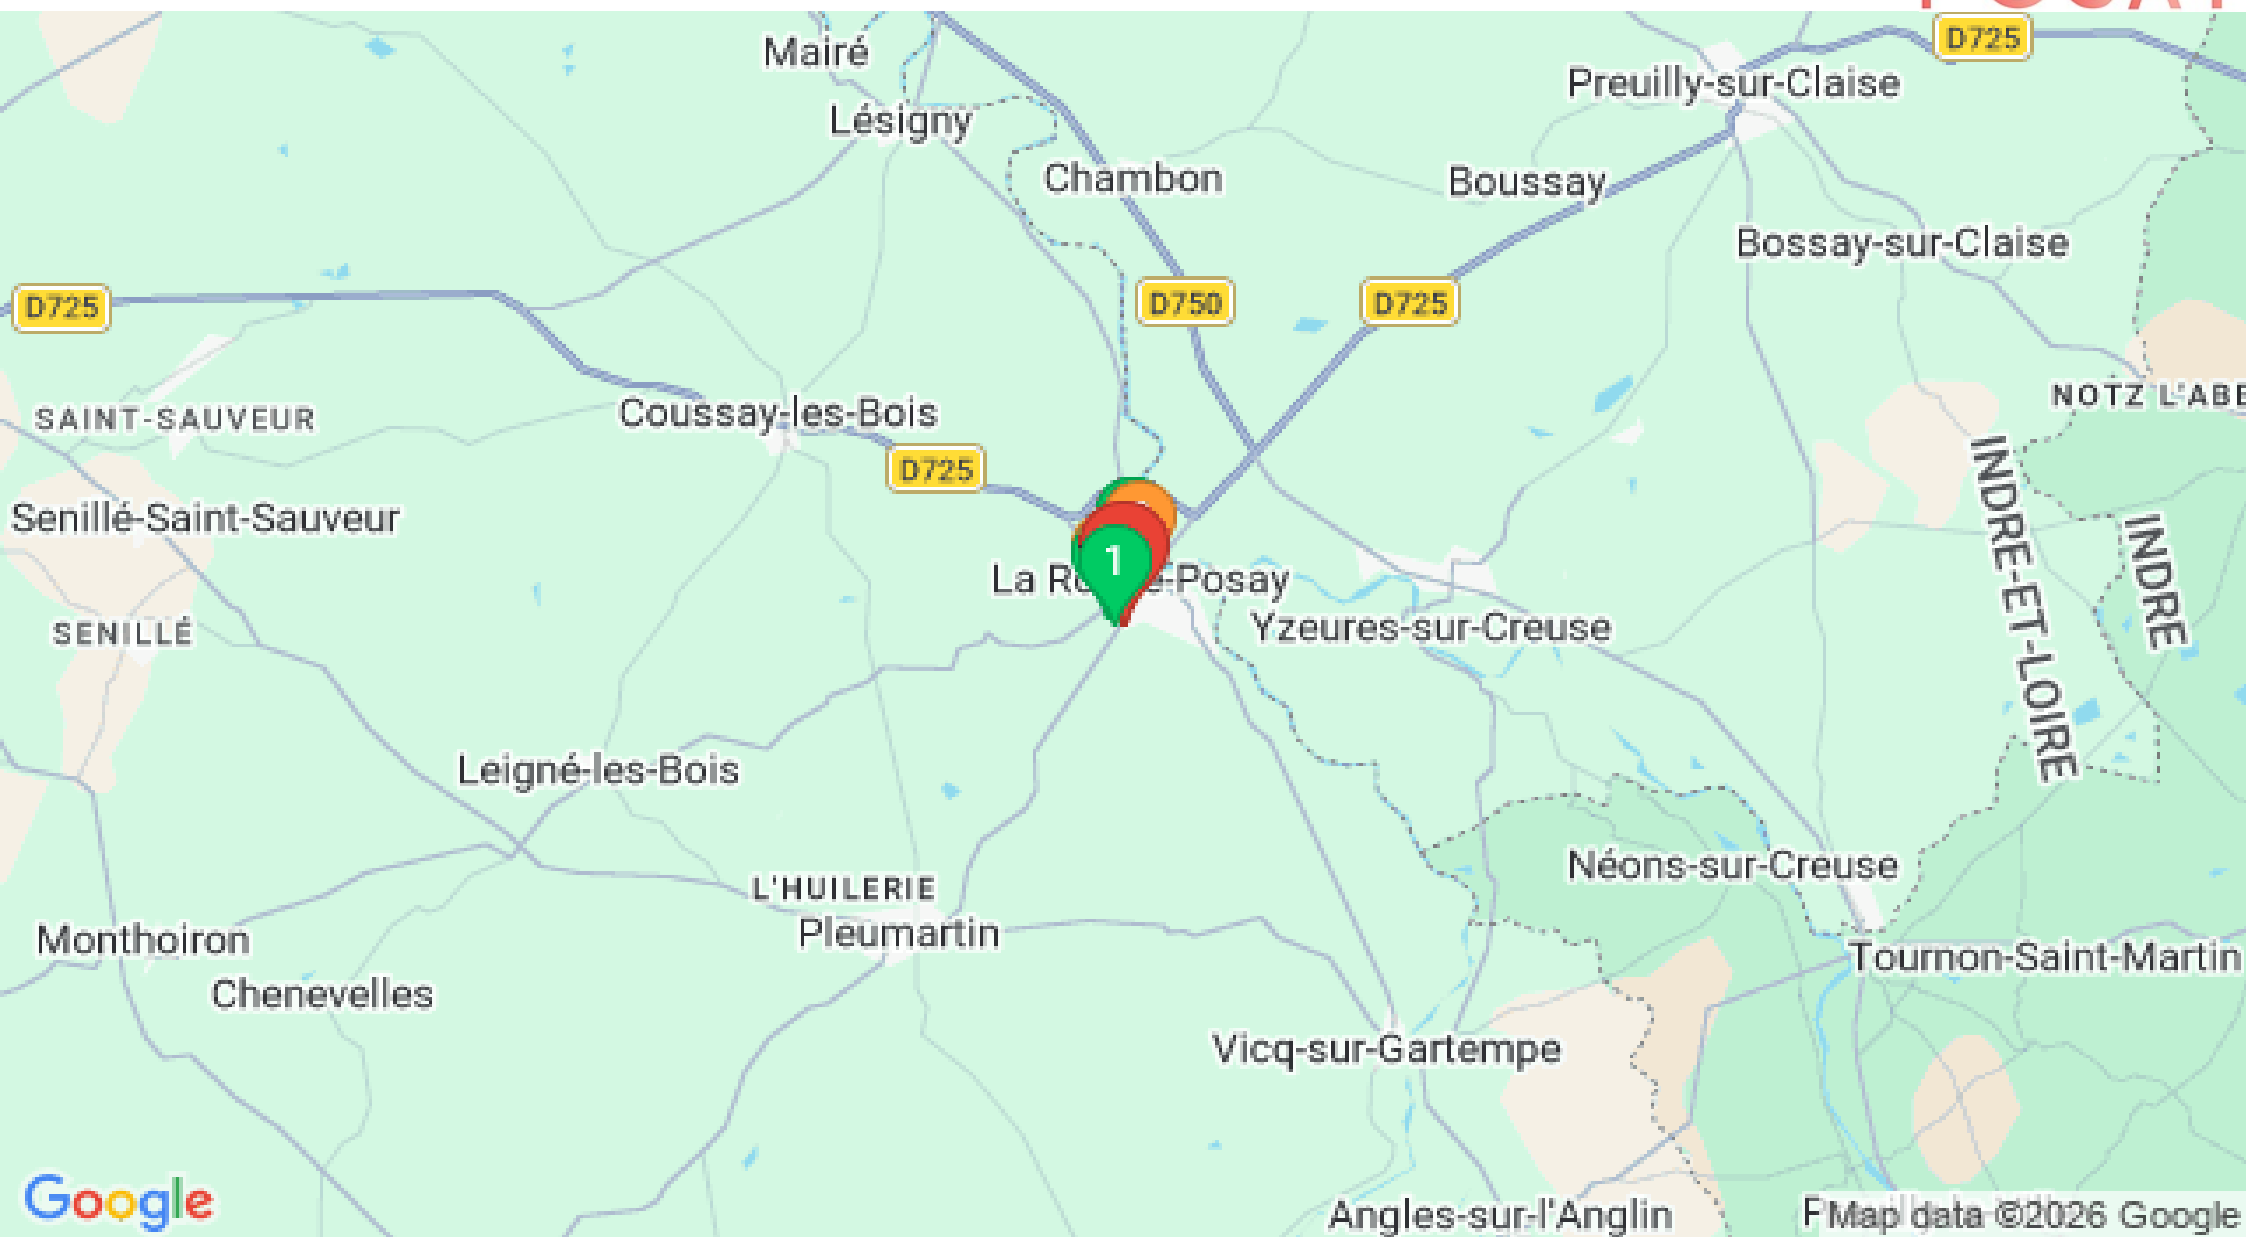 D725
Mairé
Preuilly-sur-Claise
Lésigny
Chambon
Boussay
Bossay-sur-Claise
D725
D750
D725
NOTZ L'ABE
SAINT-SAUVEUR
Coussay-les-Bois
D725
INDRE-ET-LOIRE
INDRE
Senillé-Saint-Sauveur
1
La Posay
SENILLÉ
Yzeures-sur-Creuse
Leigné-les-Bois
Néons-sur-Creuse
L'HUILERIE
Pleumartin
Monthoiron
Tournon-Saint-Martin
Chenevelles
Vicq-sur-Gartempe
Google
Angles-sur-l'Anglin
Map data ©2026 Google